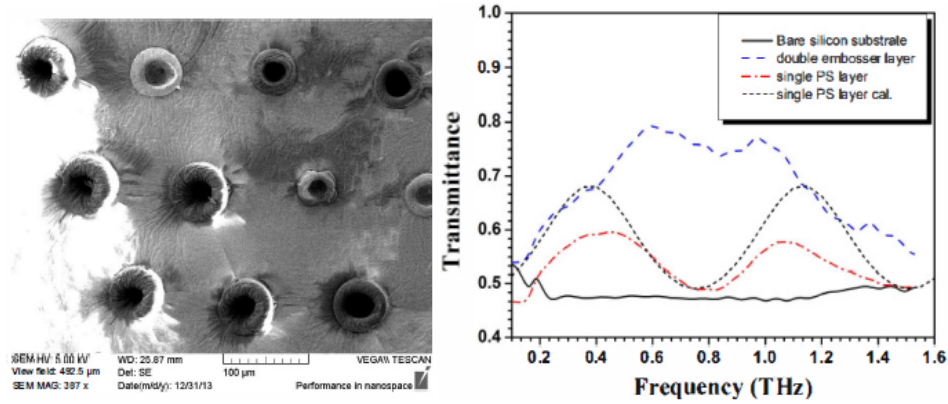 SEM HV: 5.00 kV WD: 25.87 mm VEGA\\ TESCAN
View field: 492.5 µm Det: SE 100 µm
SEM MAG: 387 x Date(m/d/y): 12/31/13 Performance in nanospace
1.0
0.9
0.8
0.7
0.6
0.5
0.4
Transmittance
Bare silicon substrate
double embosser layer
single PS layer
single PS layer cal.
0.2 0.4 0.6 0.8 1.0 1.2 1.4 1.6
Frequency (THz)